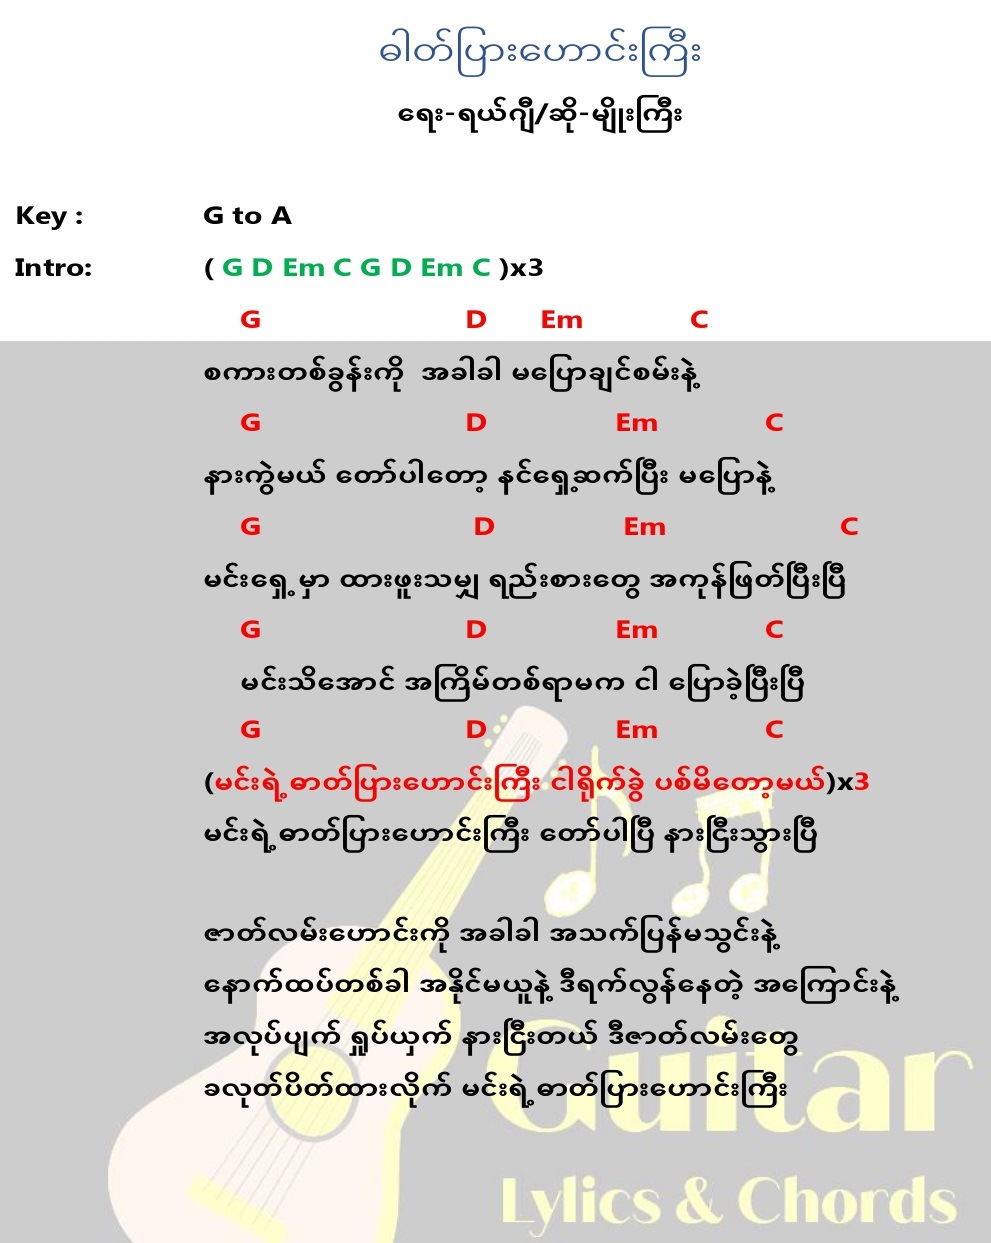 ဓါတ်ပြားဟောင်းကြီး
ရေး-ရယ်ဂျီ/ဆို-မျိုးကြီး
Key : G to A
Intro: ( G D Em C G D Em C )x3
G D Em C
စကားတစ်ခွန်းကို အခါခါ မပြောချင်စမ်းနဲ့
G D Em C
နားကွဲမယ် တော်ပါတော့ နင်ရှေ့ဆက်ပြီး မပြောနဲ့
G D Em C
မင်းရှေ့မှာ ထားဖူးသမျှ ရည်းစားတွေ အကုန်ဖြတ်ပြီးပြီ
G D Em C
မင်းသိအောင် အကြိမ်တစ်ရာမက ငါ ပြောခဲ့ပြီးပြီ
G D Em C
(မင်းရဲ့ဓာတ်ပြားဟောင်းကြီး ငါရိုက်ခွဲ ပစ်မိတော့မယ်)x3
မင်းရဲ့ဓာတ်ပြားဟောင်းကြီး တော်ပါပြီ နားငြီးသွားပြီ
ဇာတ်လမ်းဟောင်းကို အခါခါ အသက်ပြန်မသွင်းနဲ့
နောက်ထပ်တစ်ခါ အနိုင်မယူနဲ့ ဒီရက်လွန်နေတဲ့ အကြောင်းနဲ့
အလုပ်ပျက် ရှုပ်ယှက် နားငြီးတယ် ဒီဇာတ်လမ်းတွေ
ခလုတ်ပိတ်ထားလိုက် မင်းရဲ့ဓာတ်ပြားဟောင်းကြီး
Guitar
Lylics & Chords